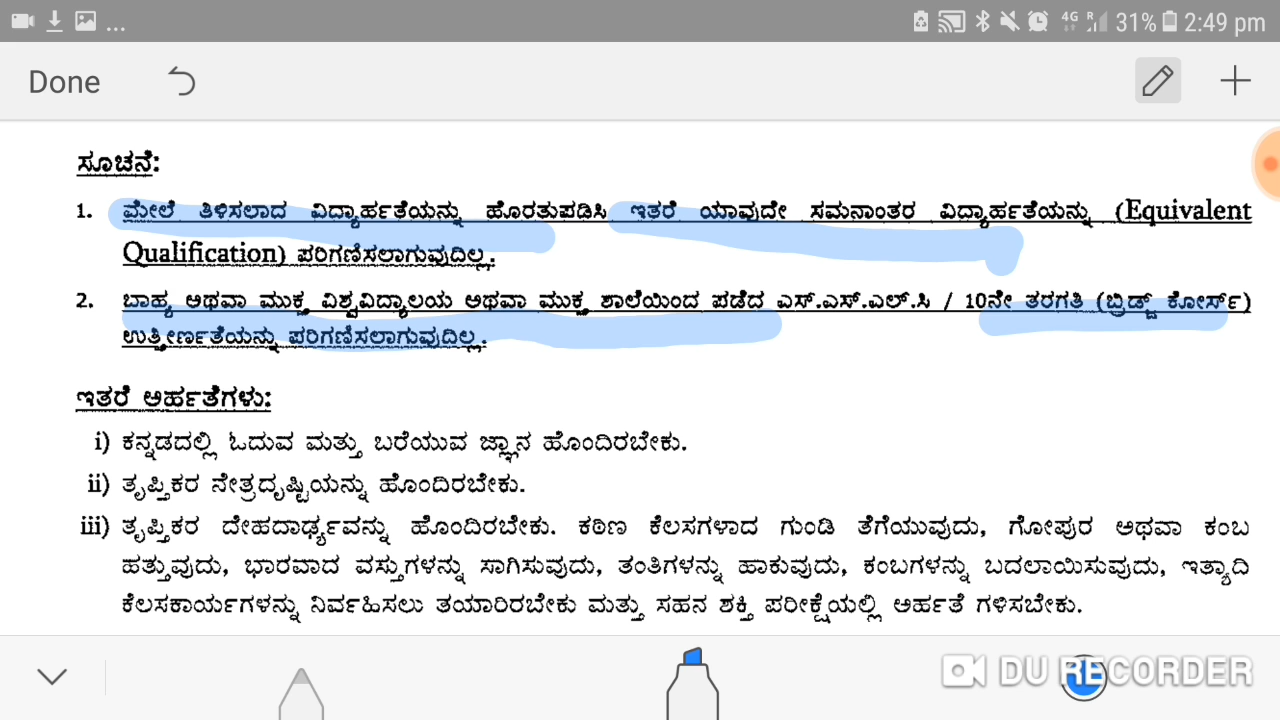 ... 4G R 31% 2:49 pm
Done
ಸೂಚನೆ:
1. ಮೇಲೆ ತಿಳಿಸಲಾದ ವಿದ್ಯಾರ್ಹತೆಯನ್ನು ಹೊರತುಪಡಿಸಿ ಇತರೆ ಯಾವುದೇ ಸಮನಾಂತರ ವಿದ್ಯಾರ್ಹತೆಯನ್ನು (Equivalent
Qualification) ಪರಿಗಣಿಸಲಾಗುವುದಿಲ್ಲ.
2. ಬಾಹ್ಯ ಅಥವಾ ಮುಕ್ತ ವಿಶ್ವವಿದ್ಯಾಲಯ ಅಥವಾ ಮುಕ್ತ ಶಾಲೆಯಿಂದ ಪಡೆದ ಎಸ್.ಎಸ್.ಎಲ್.ಸಿ / 10ನೇ ತರಗತಿ (ಬ್ರಿಡ್ಜ್ ಕೋರ್ಸ್)
ಉತ್ತೀರ್ಣತೆಯನ್ನು ಪರಿಗಣಿಸಲಾಗುವುದಿಲ್ಲ.
ಇತರೆ ಅರ್ಹತೆಗಳು:
i) ಕನ್ನಡದಲ್ಲಿ ಓದುವ ಮತ್ತು ಬರೆಯುವ ಜ್ಞಾನ ಹೊಂದಿರಬೇಕು.
ii) ತೃಪ್ತಿಕರ ನೇತ್ರದೃಷ್ಟಿಯನ್ನು ಹೊಂದಿರಬೇಕು.
iii) ತೃಪ್ತಿಕರ ದೇಹದಾರ್ಢ್ಯವನ್ನು ಹೊಂದಿರಬೇಕು. ಕಠಿಣ ಕೆಲಸಗಳಾದ ಗುಂಡಿ ತೆಗೆಯುವುದು, ಗೋಪುರ ಅಥವಾ ಕಂಬ
ಹತ್ತುವುದು, ಭಾರವಾದ ವಸ್ತುಗಳನ್ನು ಸಾಗಿಸುವುದು, ತಂತಿಗಳನ್ನು ಹಾಕುವುದು, ಕಂಬಗಳನ್ನು ಬದಲಾಯಿಸುವುದು, ಇತ್ಯಾದಿ
ಕೆಲಸಕಾರ್ಯಗಳನ್ನು ನಿರ್ವಹಿಸಲು ತಯಾರಿರಬೇಕು ಮತ್ತು ಸಹನ ಶಕ್ತಿ ಪರೀಕ್ಷೆಯಲ್ಲಿ ಅರ್ಹತೆ ಗಳಿಸಬೇಕು.
DU RECORDER